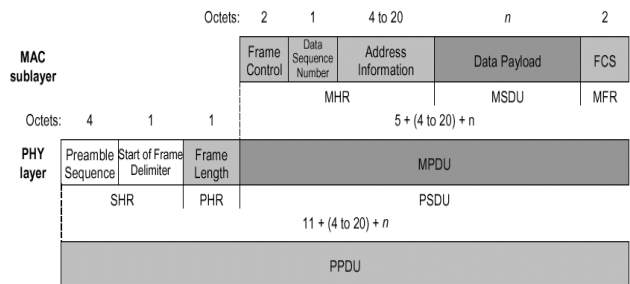 Octets: 2 1 4 to 20 n 2
MAC sublayer
Frame Control
Data Sequence Number
Address Information
Data Payload
FCS
MHR MSDU MFR
Octets: 4 1 1 5 + (4 to 20) + n
PHY layer
Preamble Sequence
Start of Frame Delimiter
Frame Length
MPDU
SHR PHR PSDU
11 + (4 to 20) + n
PPDU